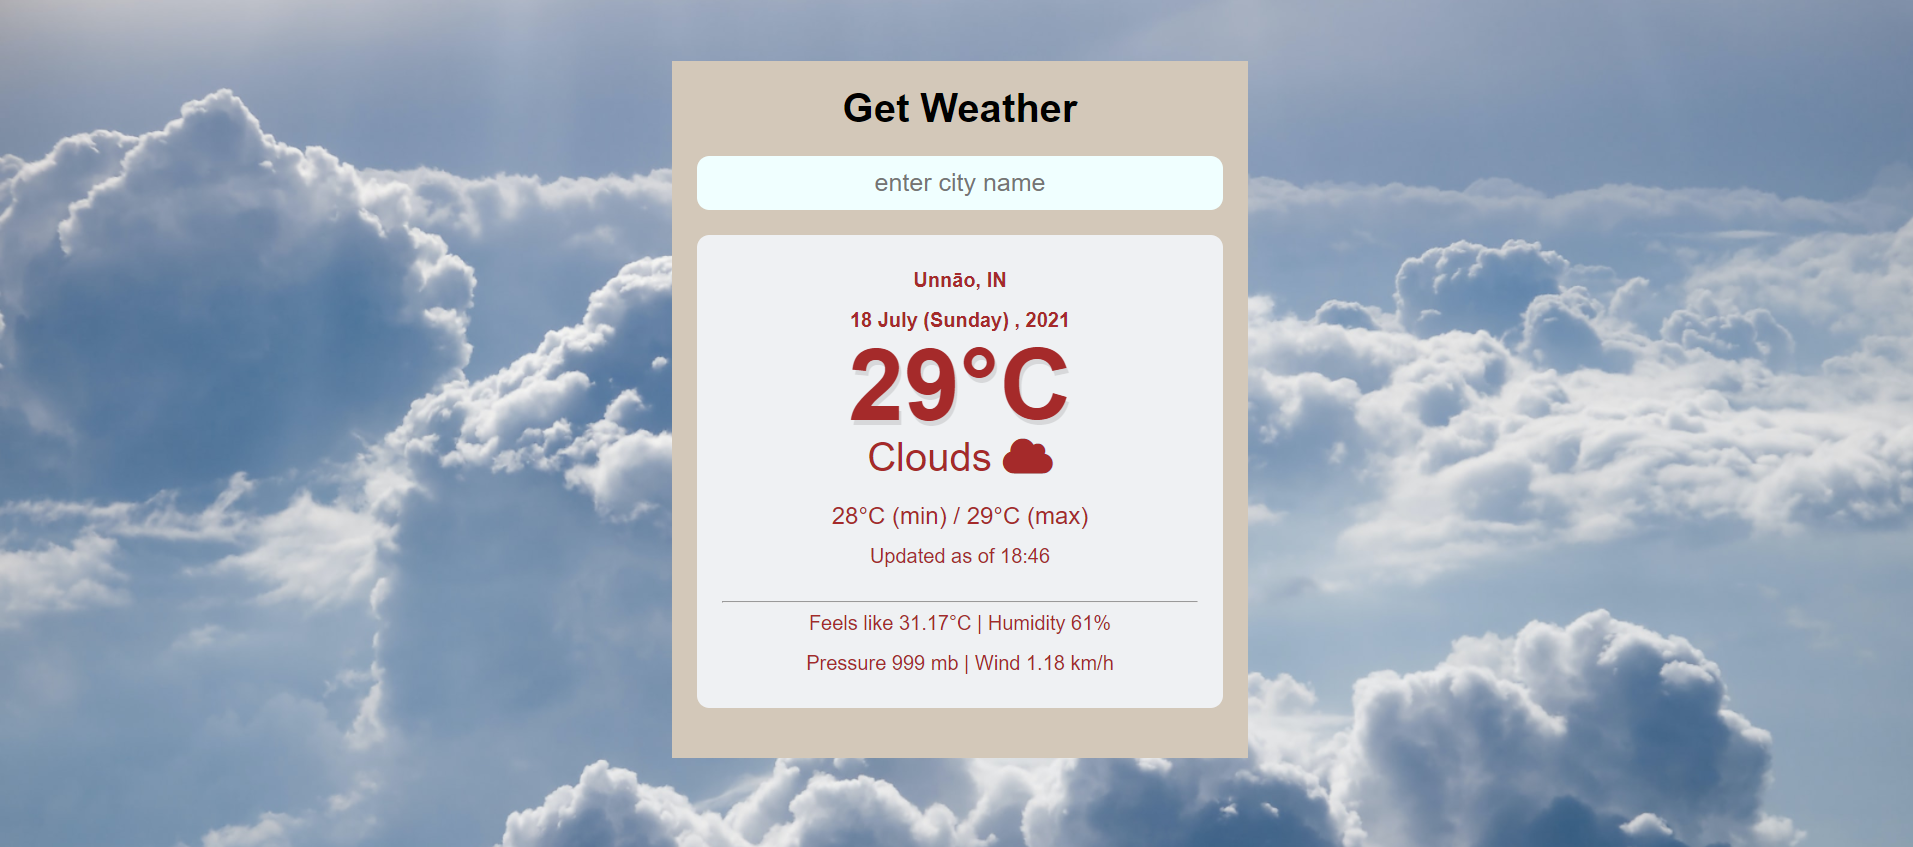 Get Weather
enter city name
Unnāo, IN
18 July (Sunday) , 2021
29°C
Clouds
28°C (min) / 29°C (max)
Updated as of 18:46
Feels like 31.17°C | Humidity 61%
Pressure 999 mb | Wind 1.18 km/h